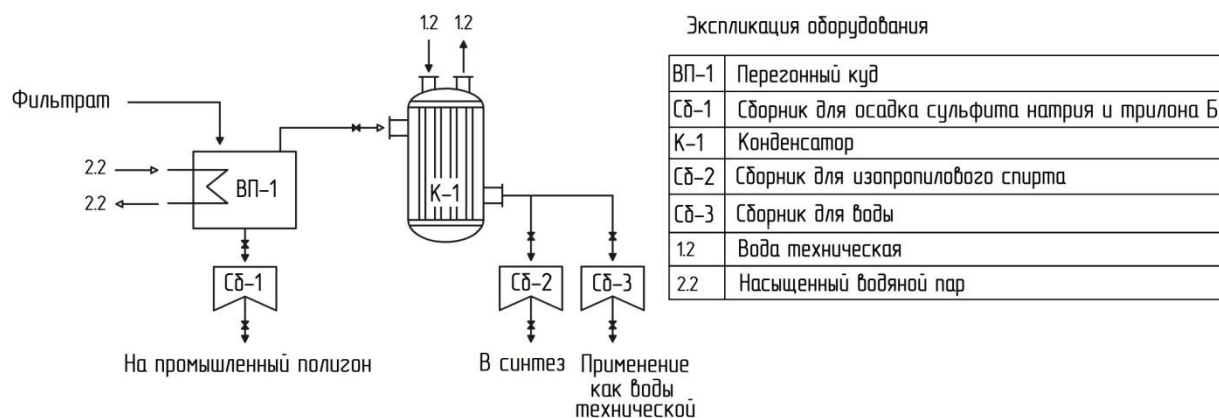 1.2 1.2
Фильтрат
2.2
2.2
ВП-1
К-1
Сб-1
Сб-2
Сб-3
На промышленный полигон
В синтез
Применение
как воды
технической
Экспликация оборудования
ВП-1 Перегонный куд
Сб-1 Сборник для осадка сульфита натрия и трилона Б
К-1 Конденсатор
Сб-2 Сборник для изопропилового спирта
Сб-3 Сборник для воды
1.2 Вода техническая
2.2 Насыщенный водяной пар